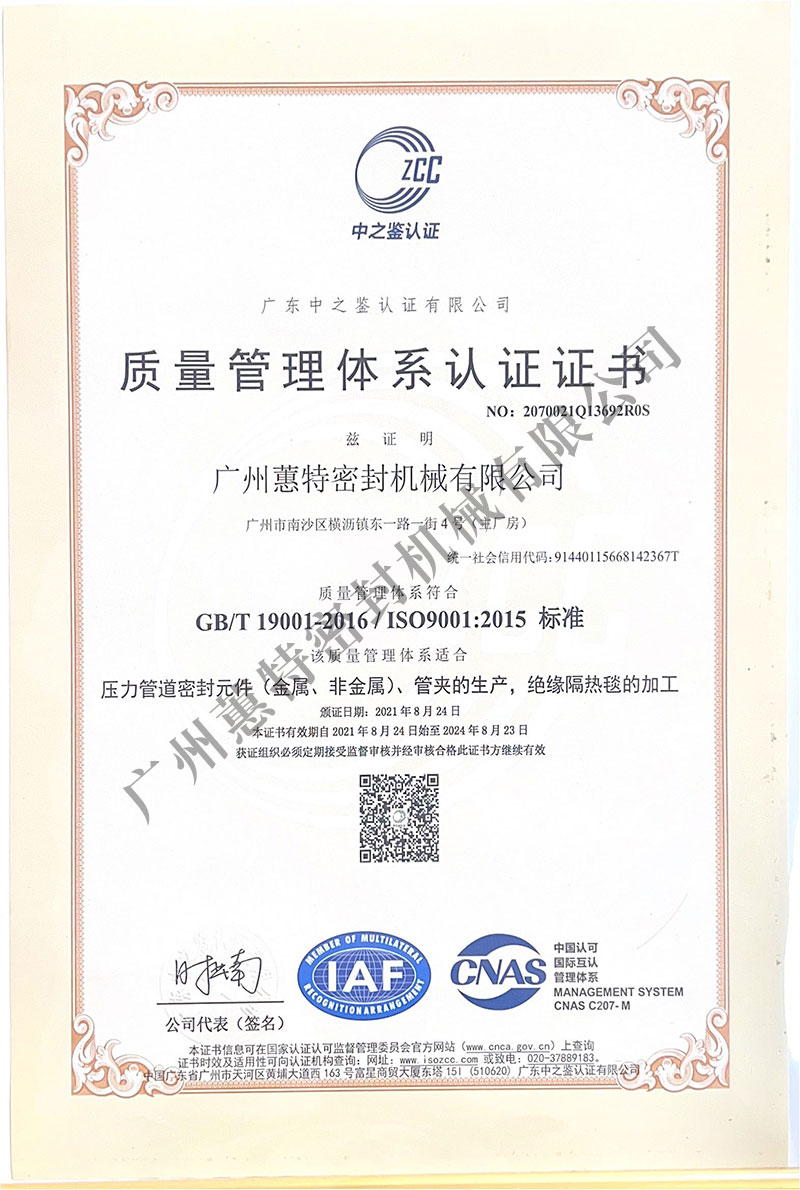 ZCC
中之鉴认证
广东中之鉴认证有限公司
质量管理体系认证证书
NO：2070021Q13692R0S
兹 证 明
广州蕙特密封机械有限公司
广州市南沙区横沥镇东一路一街4号（主厂房）
统一社会信用代码：91440115668142367T
质量管理体系符合
GB/T 19001-2016 / ISO9001:2015 标准
该质量管理体系适合
压力管道密封元件（金属、非金属）、管夹的生产，绝缘隔热毯的加工
颁证日期：2021年8月24日
本证书有效期自2021年8月24日始至2024年8月23日
获证组织必须定期接受监督审核并经审核合格此证书方继续有效
广州蕙特密封机械有限公司
公司代表（签名）
MEMBER OF MULTILATERAL
IAF
RECOGNITION ARRANGEMENT
CNAS
中国认可
国际互认
管理体系
MANAGEMENT SYSTEM
CNAS C207-M
本证书信息可在国家认证认可监督管理委员会官方网站（www.cnca.gov.cn）上查询
证书时效及适用性可向认证机构查询：网址：www.isozcc.com 或致电：020-37889183。
中国广东省广州市天河区黄埔大道西163号富星商贸大厦东塔15I（510620）广东中之鉴认证有限公司